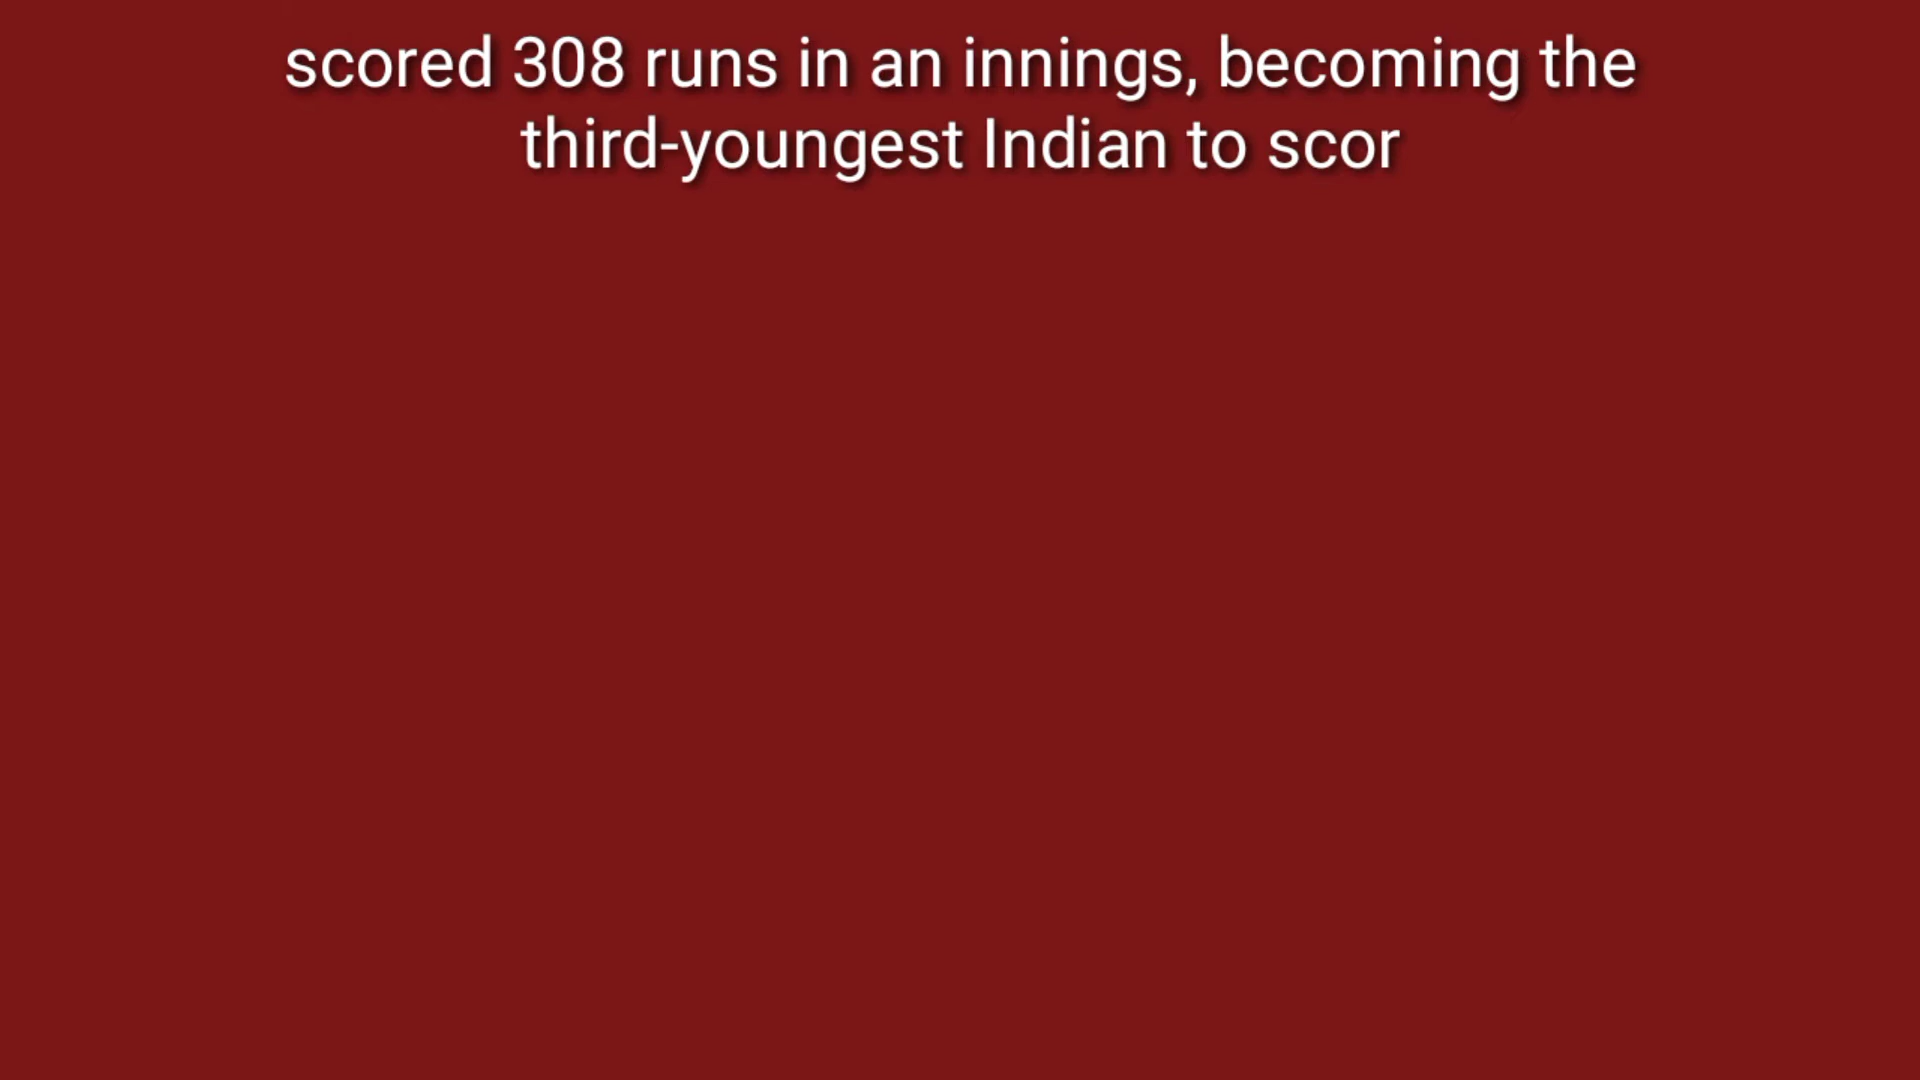 scored 308 runs in an innings, becoming the
third-youngest Indian to scor